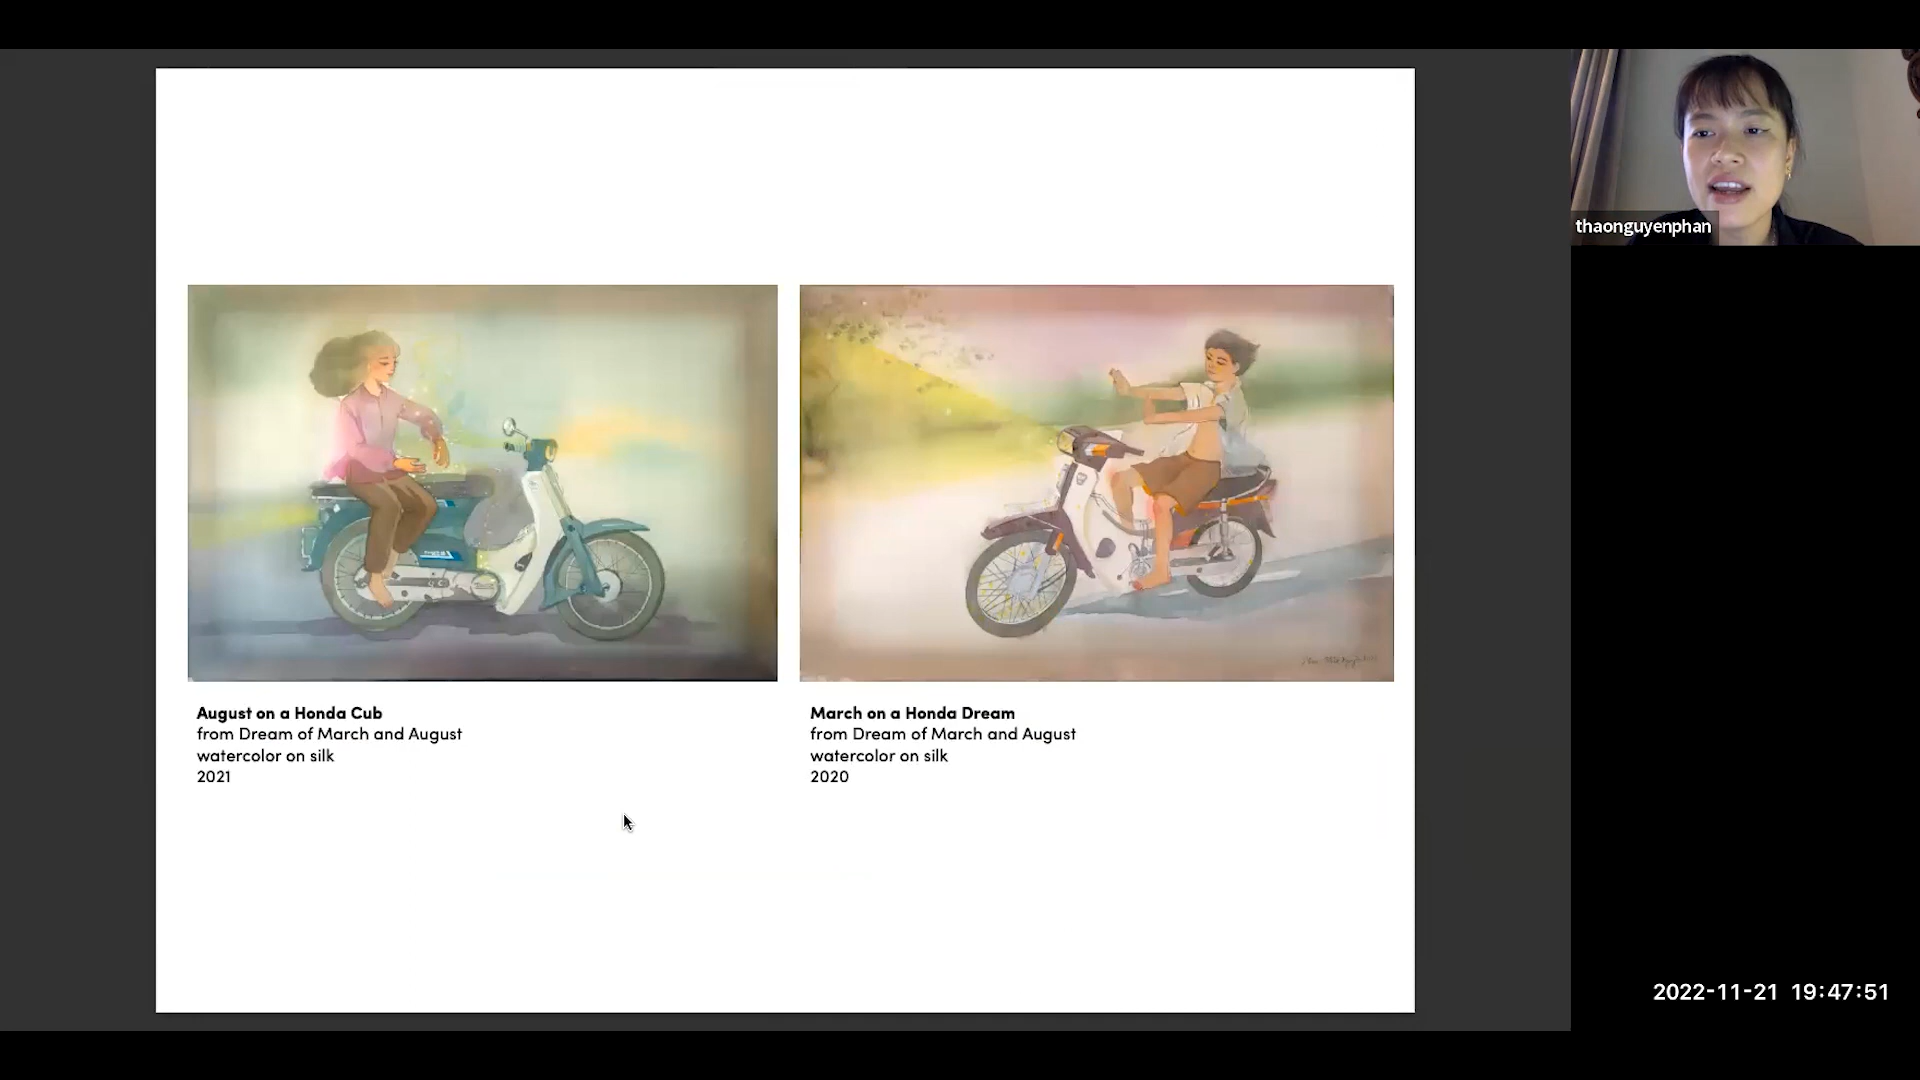 thaonguyenphan
August on a Honda Cub
from Dream of March and August
watercolor on silk
2021
March on a Honda Dream
from Dream of March and August
watercolor on silk
2020
2022-11-21 19:47:51